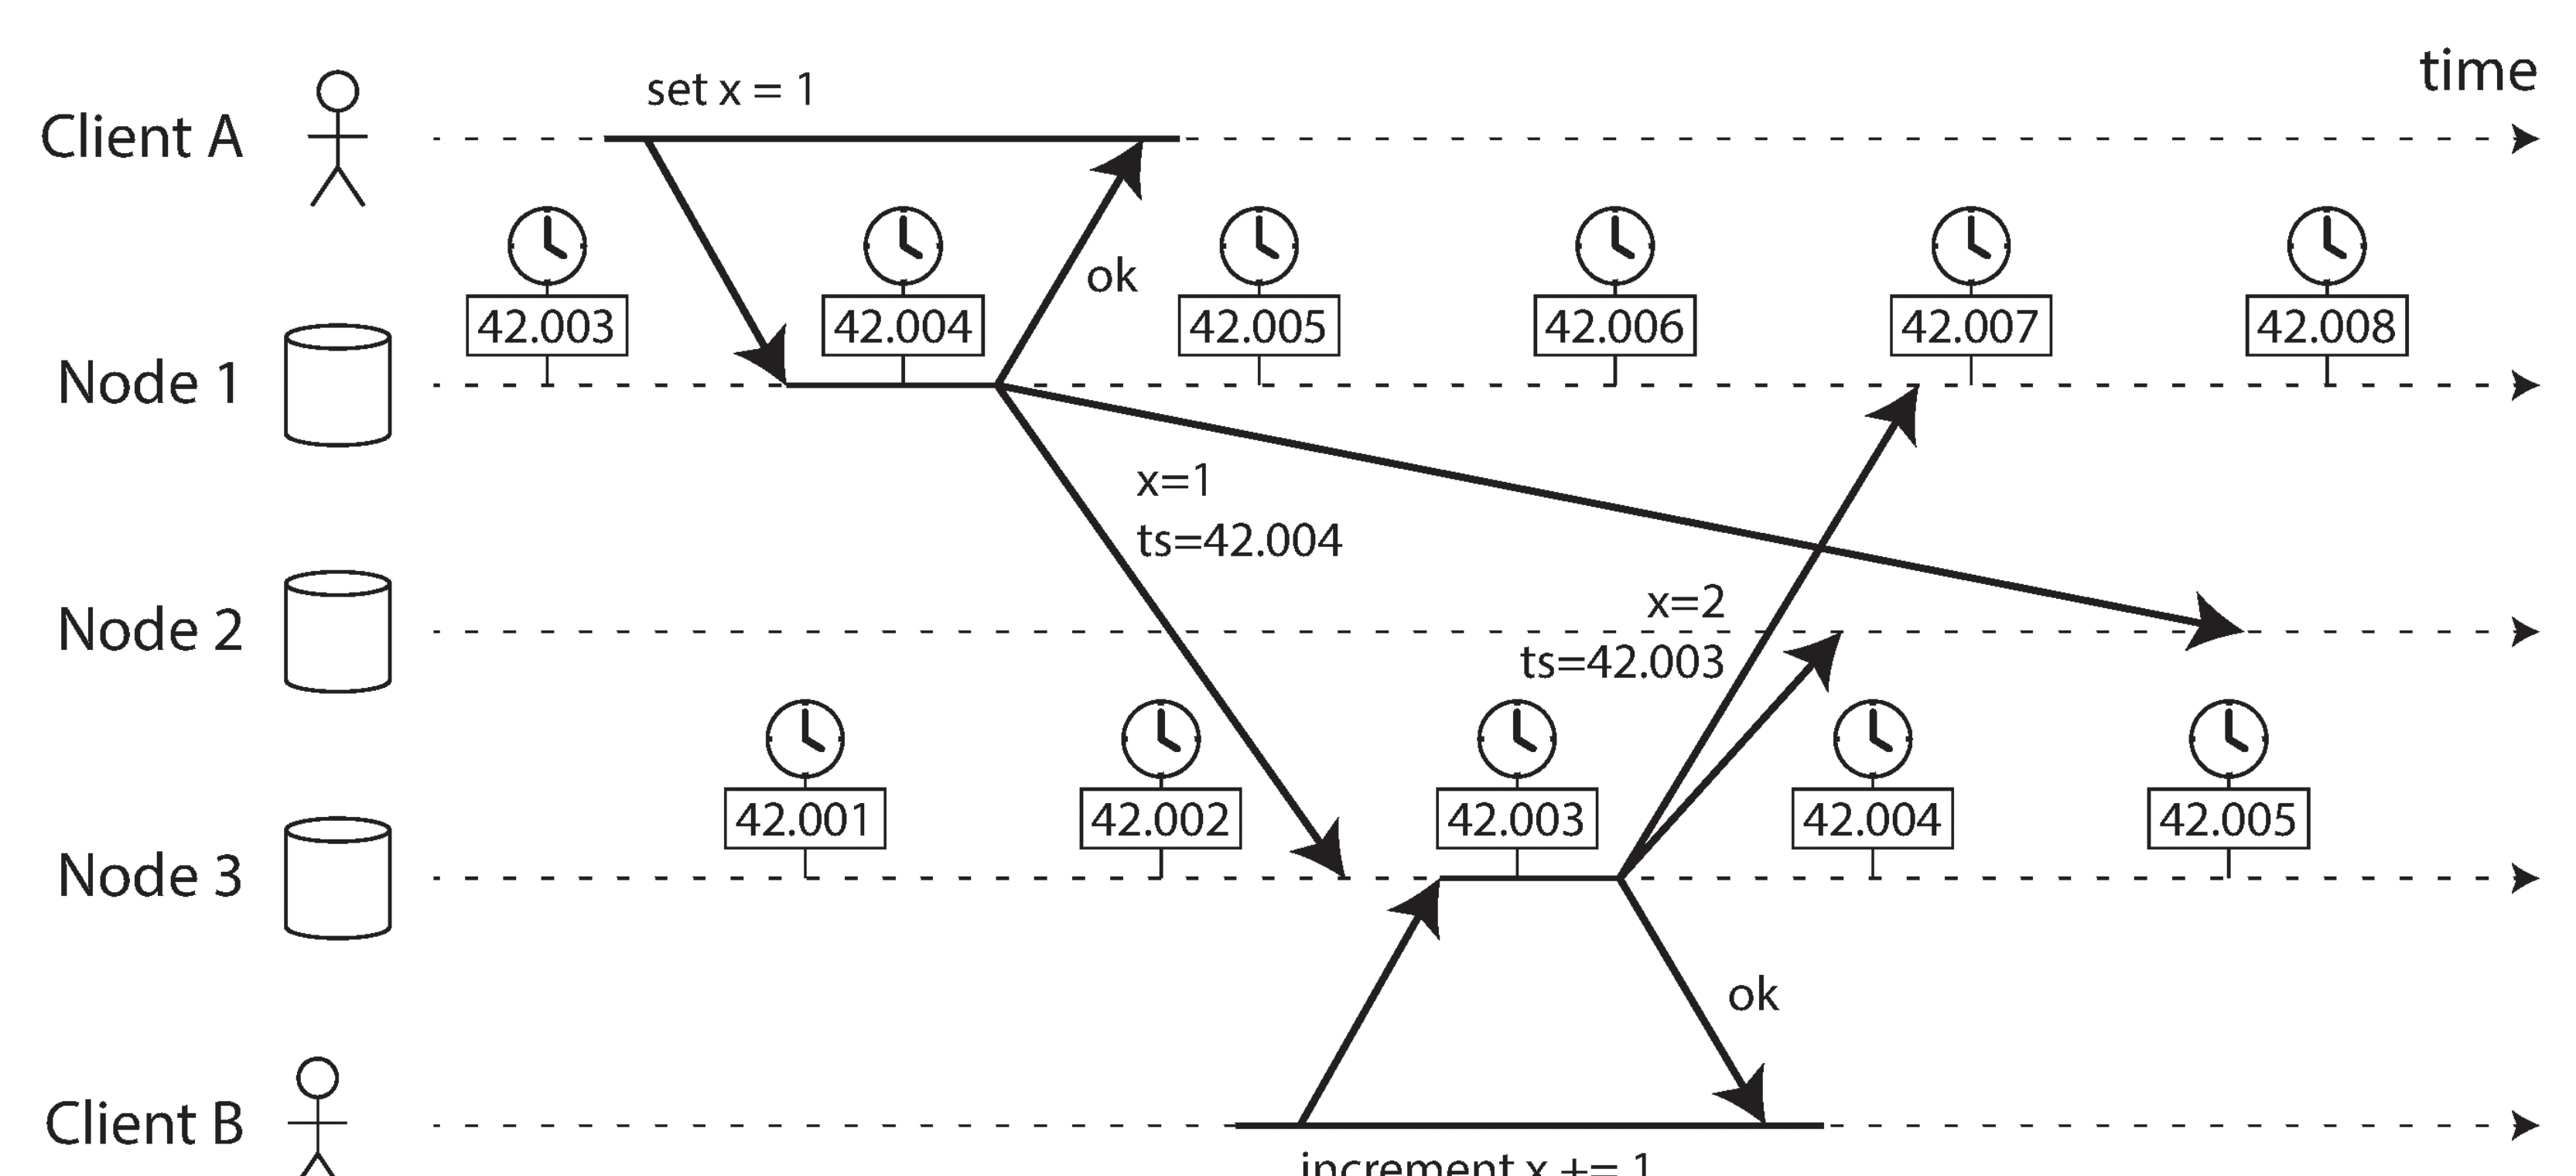 time
set x = 1
Client A
ok
42.003 42.004 42.005 42.006 42.007 42.008
Node 1
x=1
ts=42.004
x=2
Node 2
ts=42.003
42.001 42.002 42.003 42.004 42.005
Node 3
ok
Client B
increment x += 1